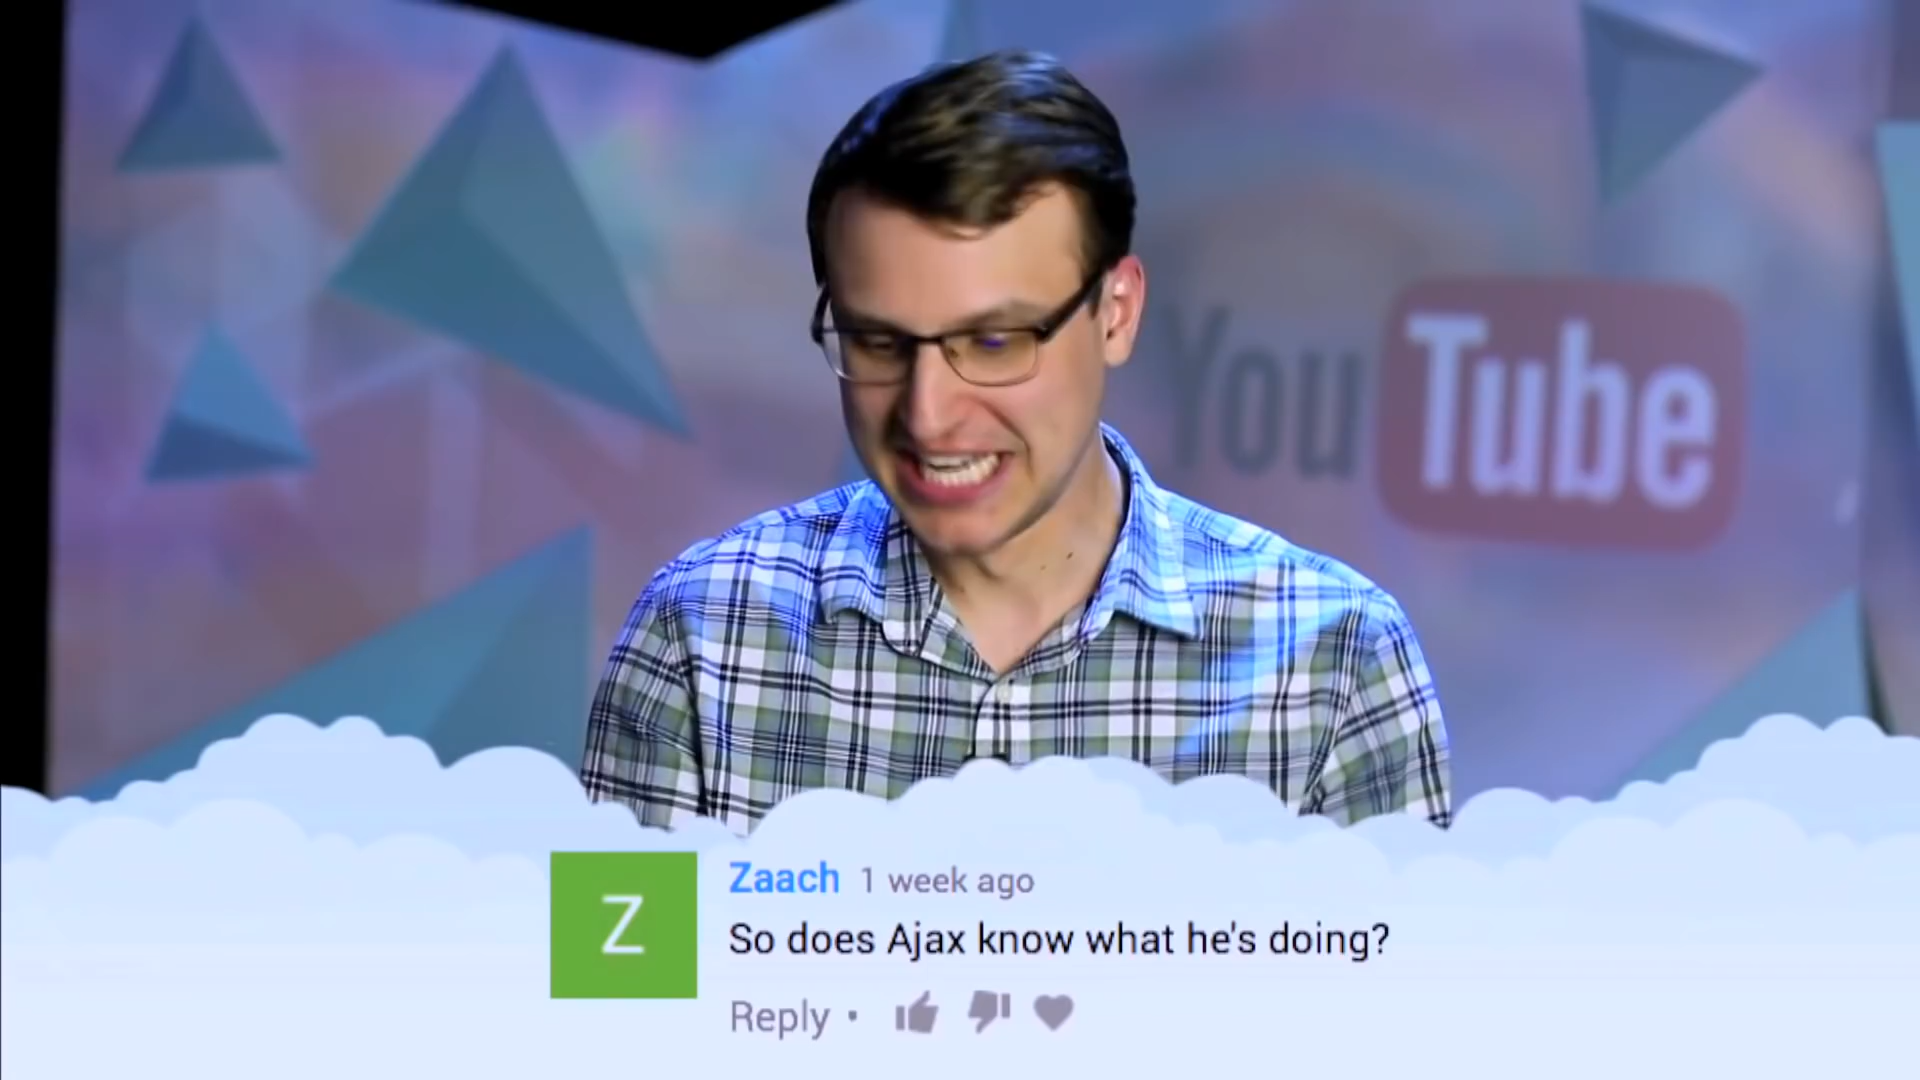 YouTube
Z
Zaach 1 week ago
So does Ajax know what he's doing?
Reply •